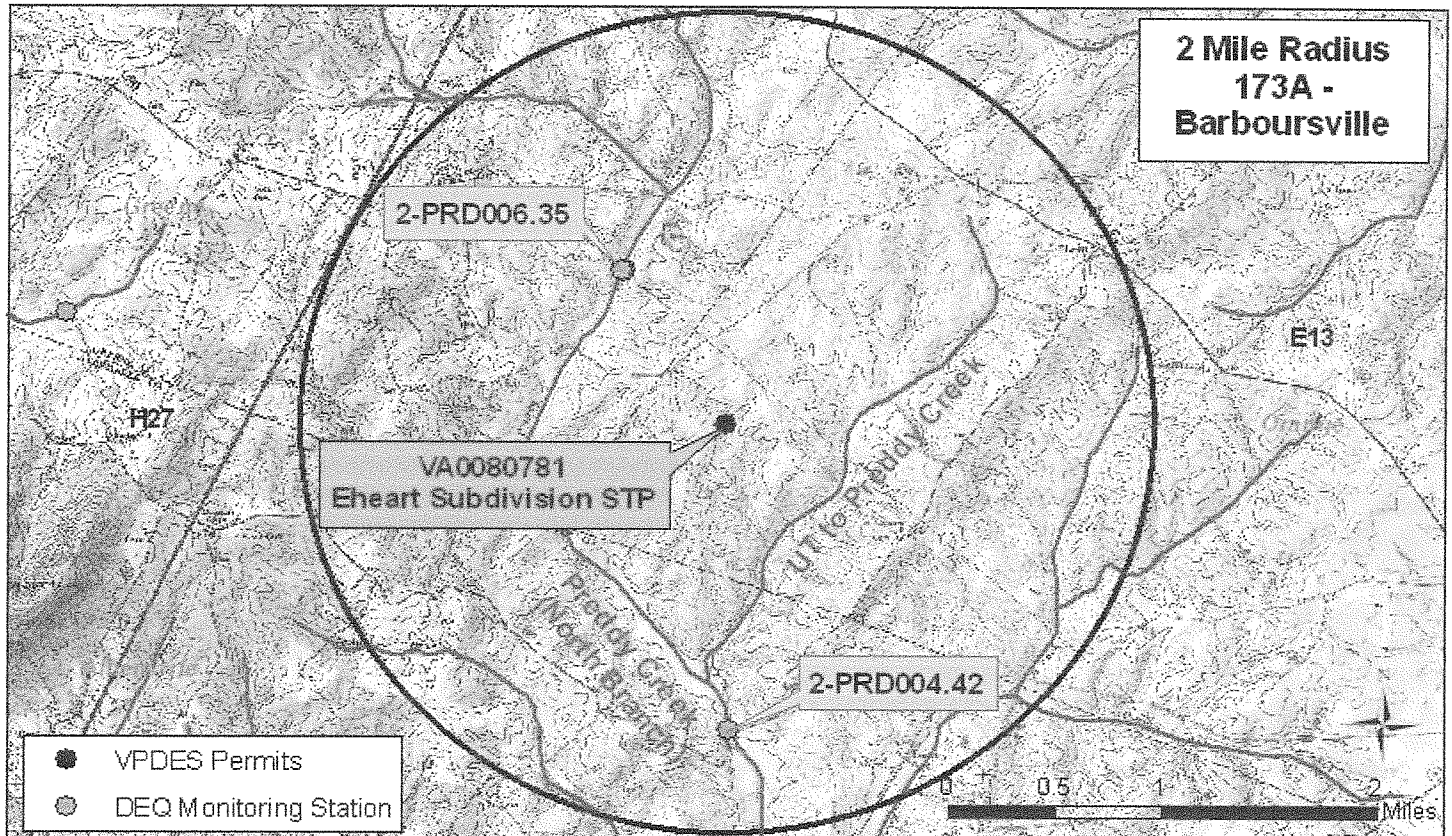 2 Mile Radius
173A -
Barboursville
2-PRD006.35
E13
H27
VA0080781
Eheart Subdivision STP
UT to Preddy Creek
Preddy Creek
(North Branch)
2-PRD004.42
VPDES Permits
DEQ Monitoring Station
0 0.5 1 2
Miles